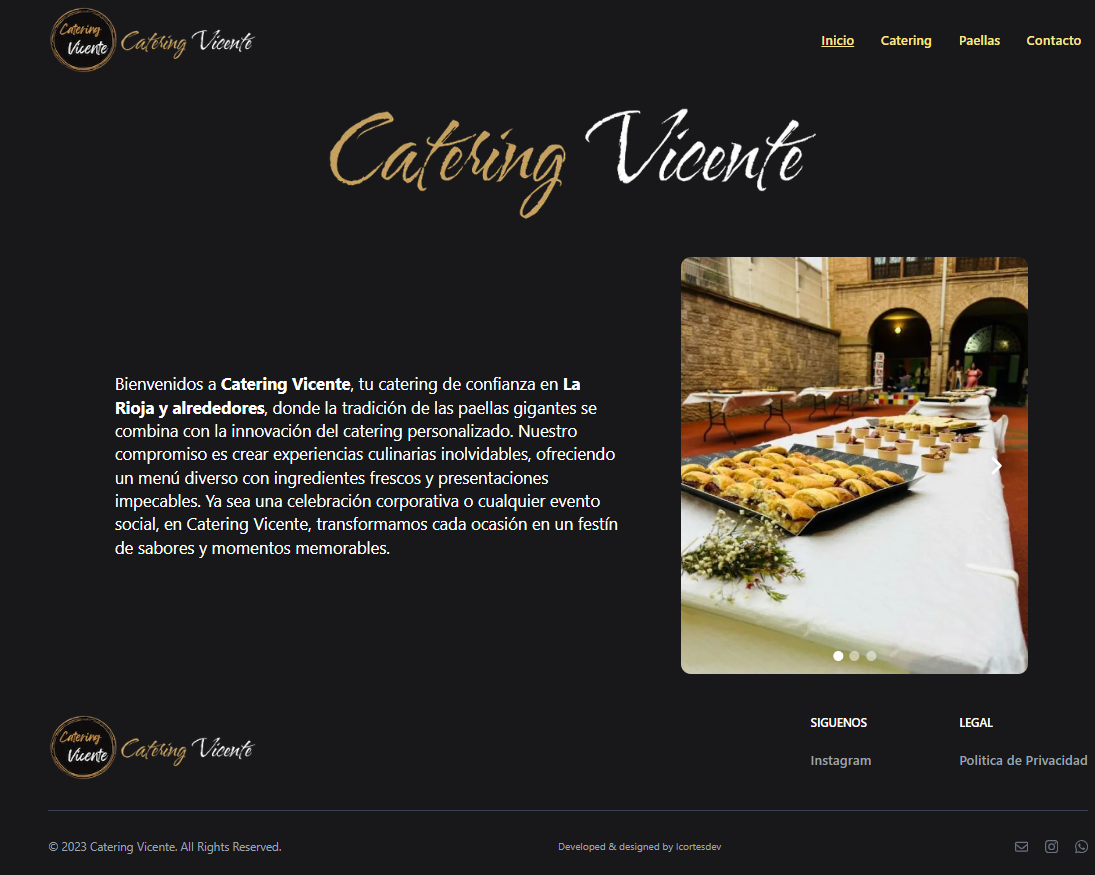 Catering
Vicente
Catering Vicente
Inicio Catering Paellas Contacto
Catering Vicente
Bienvenidos a Catering Vicente, tu catering de confianza en La
Rioja y alrededores, donde la tradición de las paellas gigantes se
combina con la innovación del catering personalizado. Nuestro
compromiso es crear experiencias culinarias inolvidables, ofreciendo
un menú diverso con ingredientes frescos y presentaciones
impecables. Ya sea una celebración corporativa o cualquier evento
social, en Catering Vicente, transformamos cada ocasión en un festín
de sabores y momentos memorables.
Catering
Vicente
Catering Vicente
SIGUENOS
Instagram
LEGAL
Politica de Privacidad
© 2023 Catering Vicente. All Rights Reserved.
Developed & designed by lcortesdev